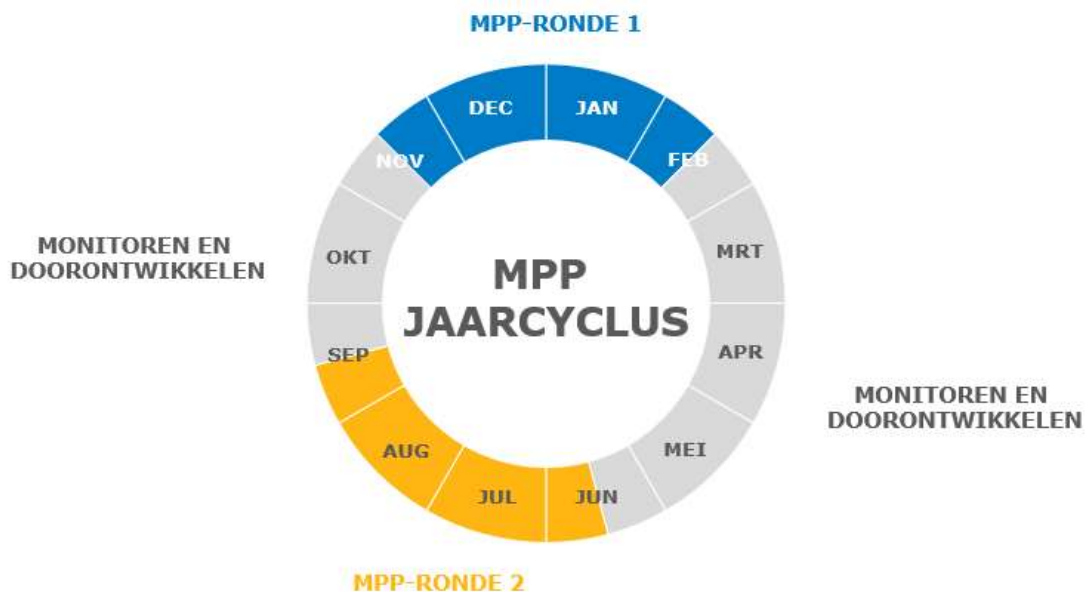 MPP-RONDE 1
DEC
JAN
NOV
FEB
MONITOREN EN
DOORONTWIKKELEN
OKT
MRT
MPP
JAARCYCLUS
SEP
APR
MONITOREN EN
DOORONTWIKKELEN
AUG
MEI
JUL
JUN
MPP-RONDE 2